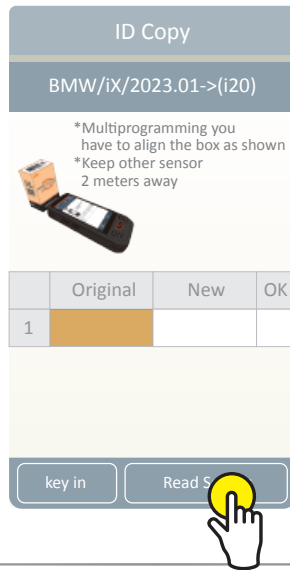 ID Copy
BMW/iX/2023.01->(i20)
*Multiprogramming you
have to align the box as shown
*Keep other sensor
2 meters away
Original New OK
1
key in Read S